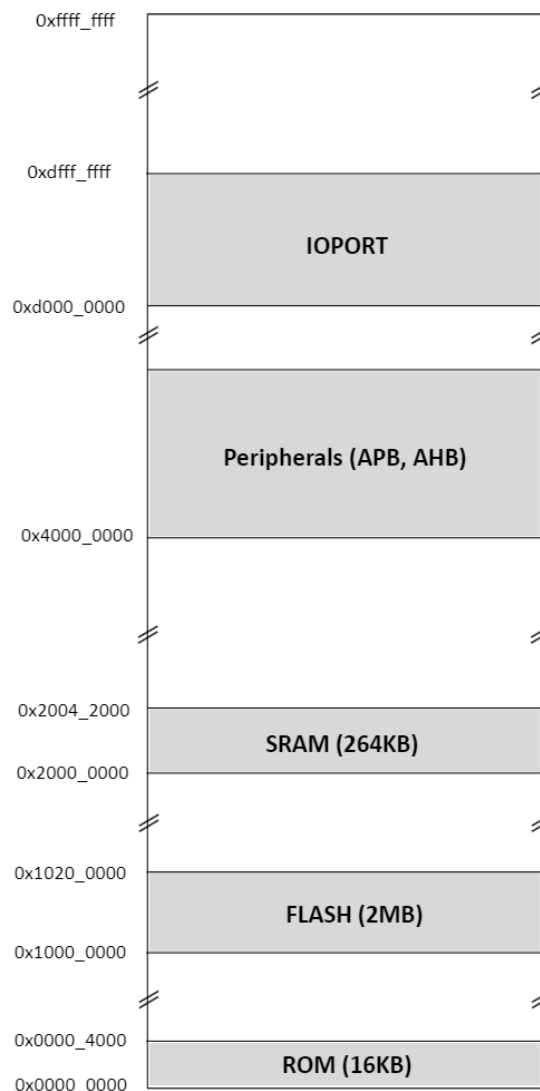 0xffff_ffff
0xdfff_ffff
IOPORT
0xd000_0000
Peripherals (APB, AHB)
0x4000_0000
0x2004_2000
SRAM (264KB)
0x2000_0000
0x1020_0000
FLASH (2MB)
0x1000_0000
0x0000_4000
ROM (16KB)
0x0000_0000